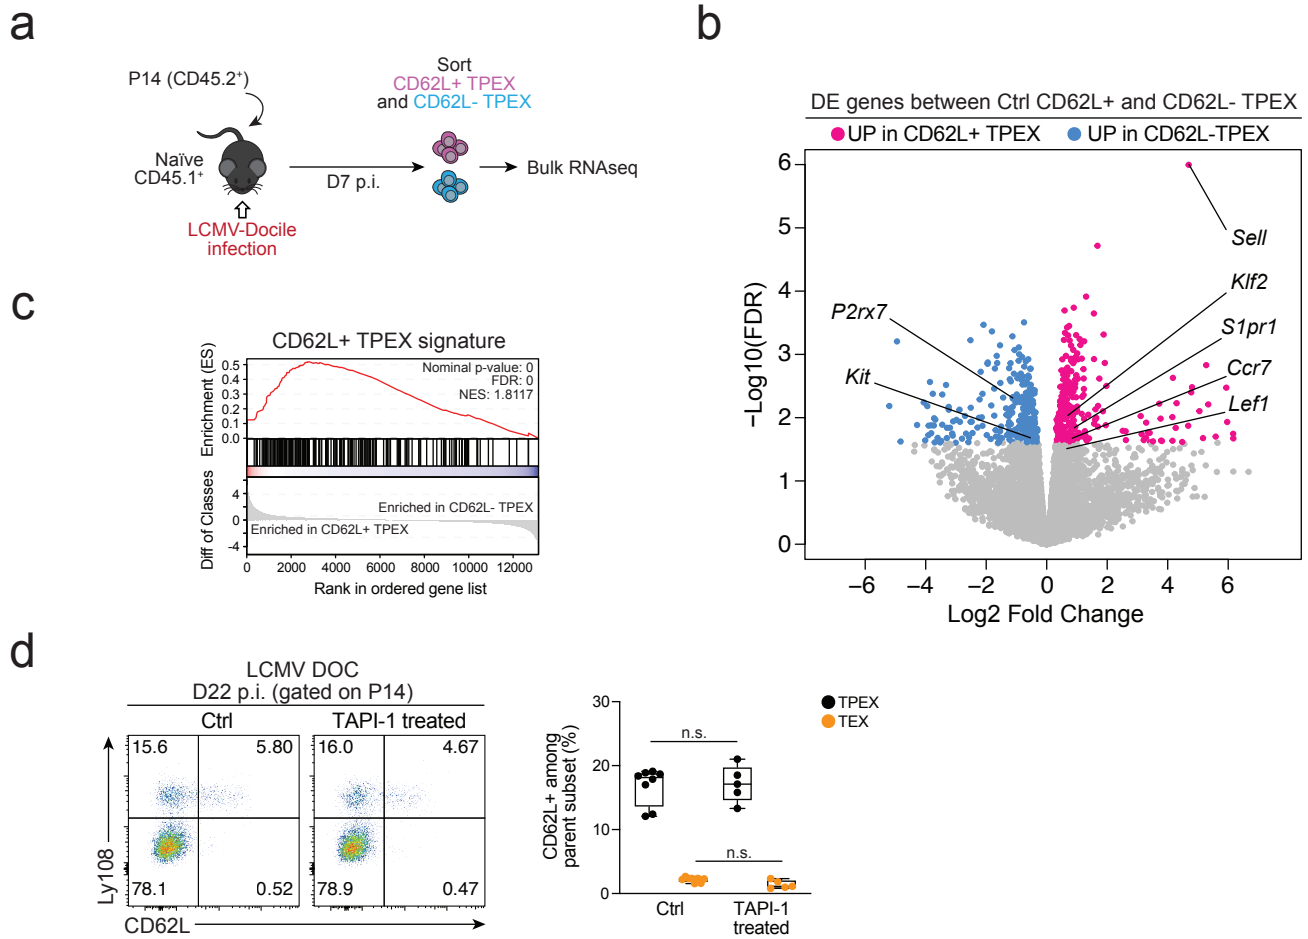 a
P14 (CD45.2+)
Naïve
CD45.1+
LCMV-Docile
infection
D7 p.i.
Sort
CD62L+ TPEX
and CD62L- TPEX
Bulk RNAseq
b
DE genes between Ctrl CD62L+ and CD62L- TPEX
UP in CD62L+ TPEX
UP in CD62L-TPEX
−Log10(FDR)
6
5
4
3
2
1
0
Sell
Klf2
S1pr1
Ccr7
Lef1
P2rx7
Kit
−6
−4
−2
0
2
4
6
Log2 Fold Change
c
CD62L+ TPEX signature
Enrichment (ES)
0.5
0.4
0.3
0.2
0.1
0.0
Nominal p-value: 0
FDR: 0
NES: 1.8117
Diff of Classes
4
0
−4
Enriched in CD62L- TPEX
Enriched in CD62L+ TPEX
0
2000
4000
6000
8000
10000
12000
Rank in ordered gene list
d
LCMV DOC
D22 p.i. (gated on P14)
Ctrl
TAPI-1 treated
15.6
5.80
78.1
0.52
16.0
4.67
78.9
0.47
Ly108
CD62L
CD62L+ among
parent subset (%)
30
20
10
0
n.s.
n.s.
Ctrl
TAPI-1
treated
TPEX
TEX